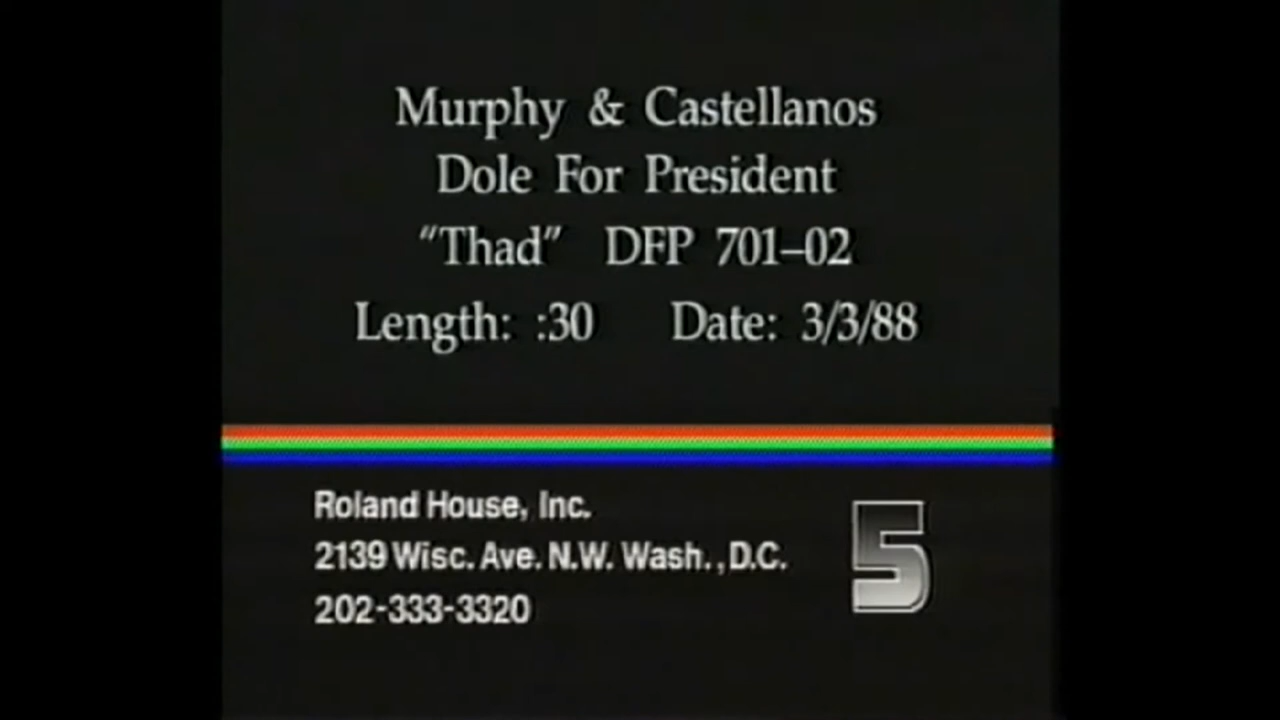 Murphy & Castellanos
Dole For President
“Thad” DFP 701–02
Length: :30 Date: 3/3/88
Roland House, Inc.
2139 Wisc. Ave. N.W. Wash., D.C.
202-333-3320
5